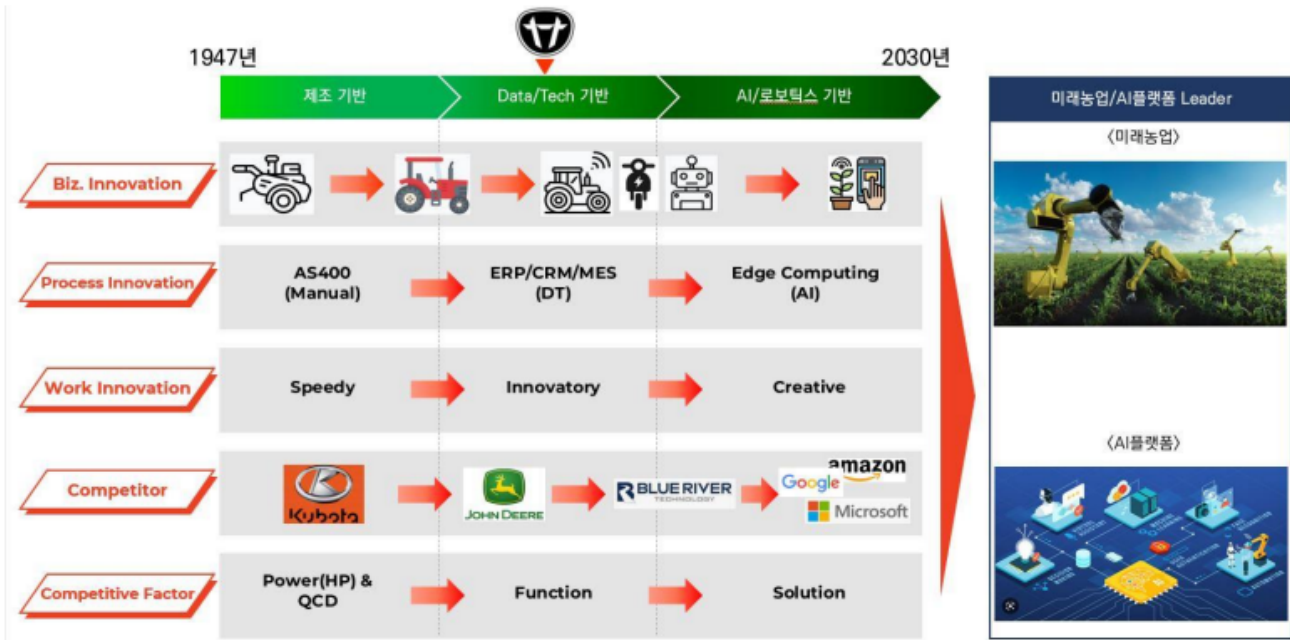 1947년
2030년
제조 기반
Data/Tech 기반
AI/로보틱스 기반
미래농업/AI플랫폼 Leader
<미래농업>
Biz. Innovation
Process Innovation
AS400
(Manual)
ERP/CRM/MES
(DT)
Edge Computing
(AI)
Work Innovation
Speedy
Innovatory
Creative
<AI플랫폼>
Competitor
Kubota
JOHN DEERE
BLUE RIVER
TECHNOLOGY
Google
amazon
Microsoft
Competitive Factor
Power(HP) &
QCD
Function
Solution